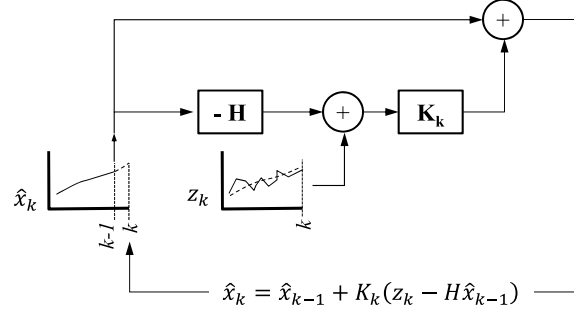 +
- H
+
K_k
x̂_k
k-1
k
z_k
k
x̂_k = x̂_{k-1} + K_k(z_k − Hx̂_{k-1})